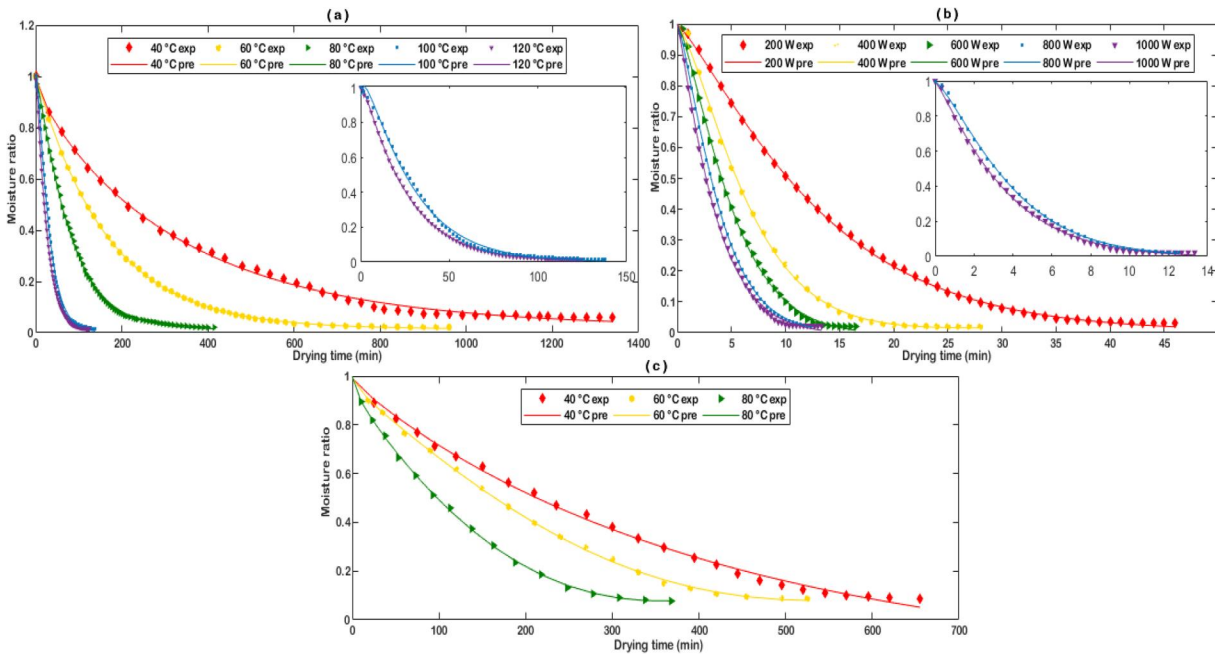 (a)
1.2
1
0.8
0.6
0.4
0.2
0
Moisture ratio
40 °C exp 60 °C exp 80 °C exp 100 °C exp 120 °C exp
40 °C pre 60 °C pre 80 °C pre 100 °C pre 120 °C pre
1
0.8
0.6
0.4
0.2
0
0 50 100 150
0 200 400 600 800 1000 1200 1400
Drying time (min)
(b)
1
0.9
0.8
0.7
0.6
0.5
0.4
0.3
0.2
0.1
0
Moisture ratio
200 W exp 400 W exp 600 W exp 800 W exp 1000 W exp
200 W pre 400 W pre 600 W pre 800 W pre 1000 W pre
1
0.8
0.6
0.4
0.2
0
0 2 4 6 8 10 12 14
0 5 10 15 20 25 30 35 40 45
Drying time (min)
(c)
1
0.8
0.6
0.4
0.2
0
Moisture ratio
40 °C exp 60 °C exp 80 °C exp
40 °C pre 60 °C pre 80 °C pre
0 100 200 300 400 500 600 700
Drying time (min)